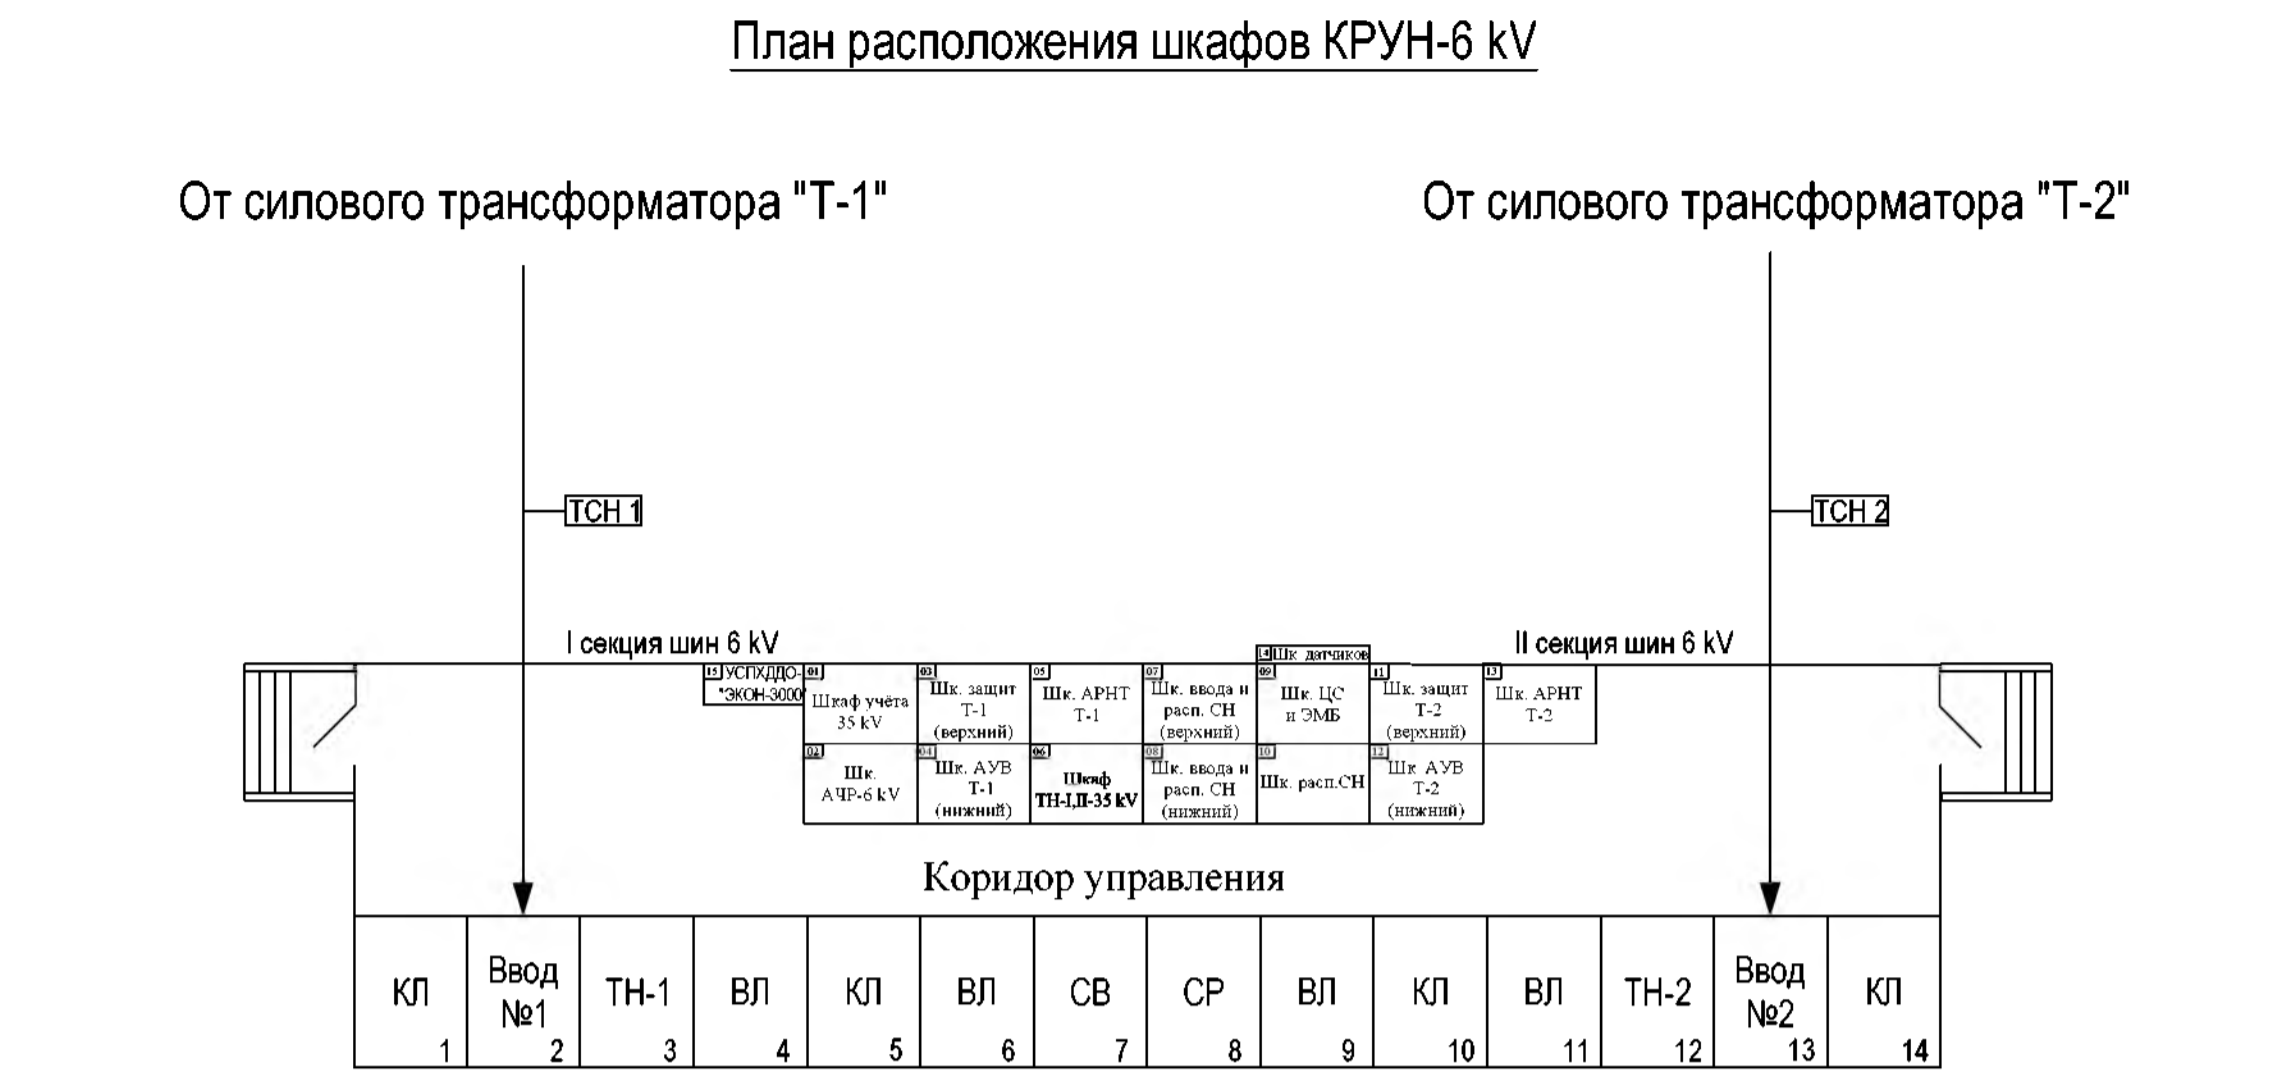 План расположения шкафов КРУН-6 kV
От силового трансформатора "Т-1"
От силового трансформатора "Т-2"
ТСН 1
ТСН 2
I секция шин 6 kV
II секция шин 6 kV
14 Шк датчиков
15 УСПХДДО-
"ЭКОН-3000"
01
Шкаф учёта
35 kV
03
Шк. защит
Т-1
(верхний)
05
Шк. АРНТ
Т-1
07
Шк. ввода и
расп. СН
(верхний)
09
Шк. ЦС
и ЭМБ
11
Шк. защит
Т-2
(верхний)
13
Шк. АРНТ
Т-2
02
Шк.
АЧР-6 kV
04
Шк. АУВ
Т-1
(нижний)
06
Шкаф
ТН-I,II-35 kV
08
Шк. ввода и
расп. СН
(нижний)
10
Шк. расп.СН
12
Шк АУВ
Т-2
(нижний)
Коридор управления
КЛ
1
Ввод
№1
2
ТН-1
3
ВЛ
4
КЛ
5
ВЛ
6
СВ
7
СР
8
ВЛ
9
КЛ
10
ВЛ
11
ТН-2
12
Ввод
№2
13
КЛ
14